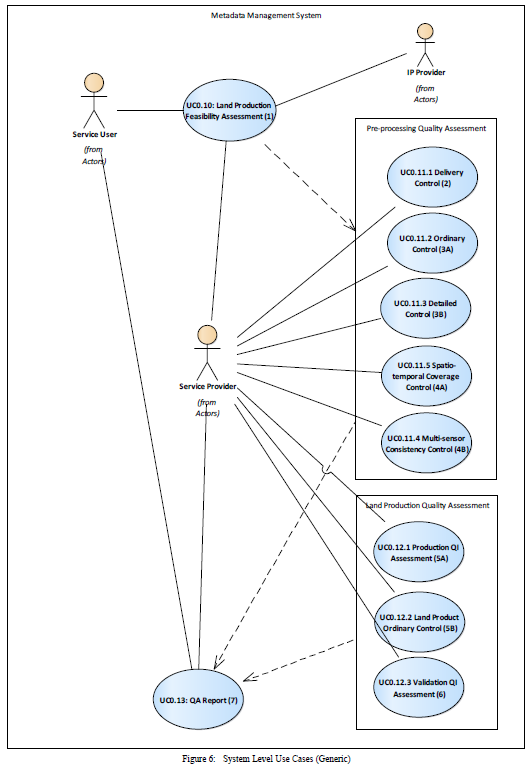 Metadata Management System
IP Provider
(from
Actors)
Service User
(from
Actors)
UC0.10: Land Production
Feasibility Assessment (1)
Pre-processing Quality Assessment
UC0.11.1 Delivery
Control (2)
UC0.11.2 Ordinary
Control (3A)
UC0.11.3 Detailed
Control (3B)
UC0.11.5 Spatio-
temporal Coverage
Control (4A)
UC0.11.4 Multi-sensor
Consistency Control (4B)
Service Provider
(from
Actors)
Land Production Quality Assessment
UC0.12.1 Production QI
Assessment (5A)
UC0.12.2 Land Product
Ordinary Control (5B)
UC0.12.3 Validation QI
Assessment (6)
UC0.13: QA Report (7)
Figure 6: System Level Use Cases (Generic)